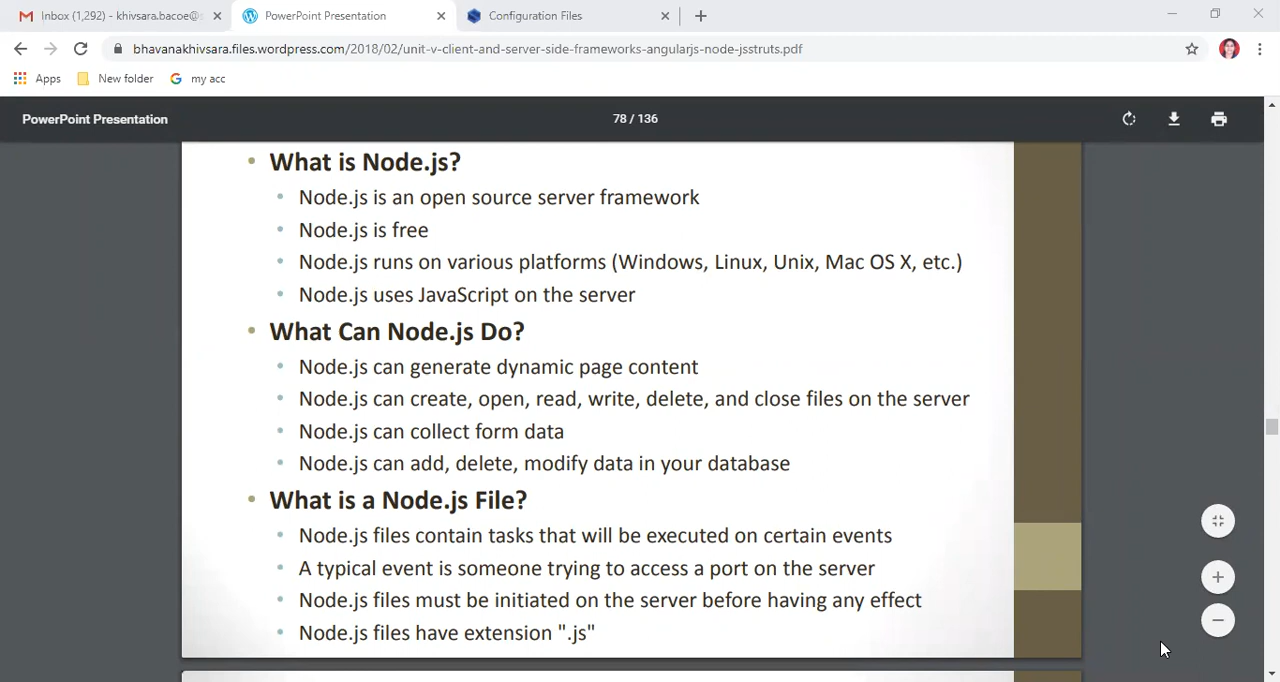 Inbox (1,292) - khivsara.bacoe@s
PowerPoint Presentation
Configuration Files
bhavanakhivsara.files.wordpress.com/2018/02/unit-v-client-and-server-side-frameworks-angularjs-node-jsstruts.pdf
Apps
New folder
my acc
PowerPoint Presentation
78 / 136
• What is Node.js?
• Node.js is an open source server framework
• Node.js is free
• Node.js runs on various platforms (Windows, Linux, Unix, Mac OS X, etc.)
• Node.js uses JavaScript on the server
• What Can Node.js Do?
• Node.js can generate dynamic page content
• Node.js can create, open, read, write, delete, and close files on the server
• Node.js can collect form data
• Node.js can add, delete, modify data in your database
• What is a Node.js File?
• Node.js files contain tasks that will be executed on certain events
• A typical event is someone trying to access a port on the server
• Node.js files must be initiated on the server before having any effect
• Node.js files have extension ".js"